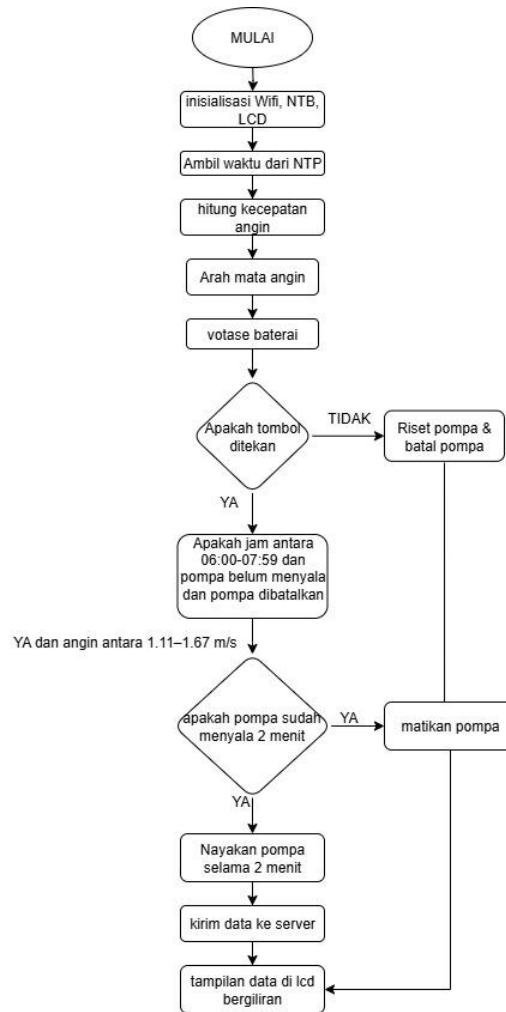 MULAI
inisialisasi Wifi, NTB,
LCD
Ambil waktu dari NTP
hitung kecepatan
angin
Arah mata angin
votase baterai
Apakah tombol
ditekan
TIDAK
Riset pompa &
batal pompa
YA
Apakah jam antara
06:00-07:59 dan
pompa belum menyala
dan pompa dibatalkan
YA dan angin antara 1.11–1.67 m/s
apakah pompa sudah
menyala 2 menit
YA
matikan pompa
YA
Nayakan pompa
selama 2 menit
kirim data ke server
tampilan data di lcd
bergiliran